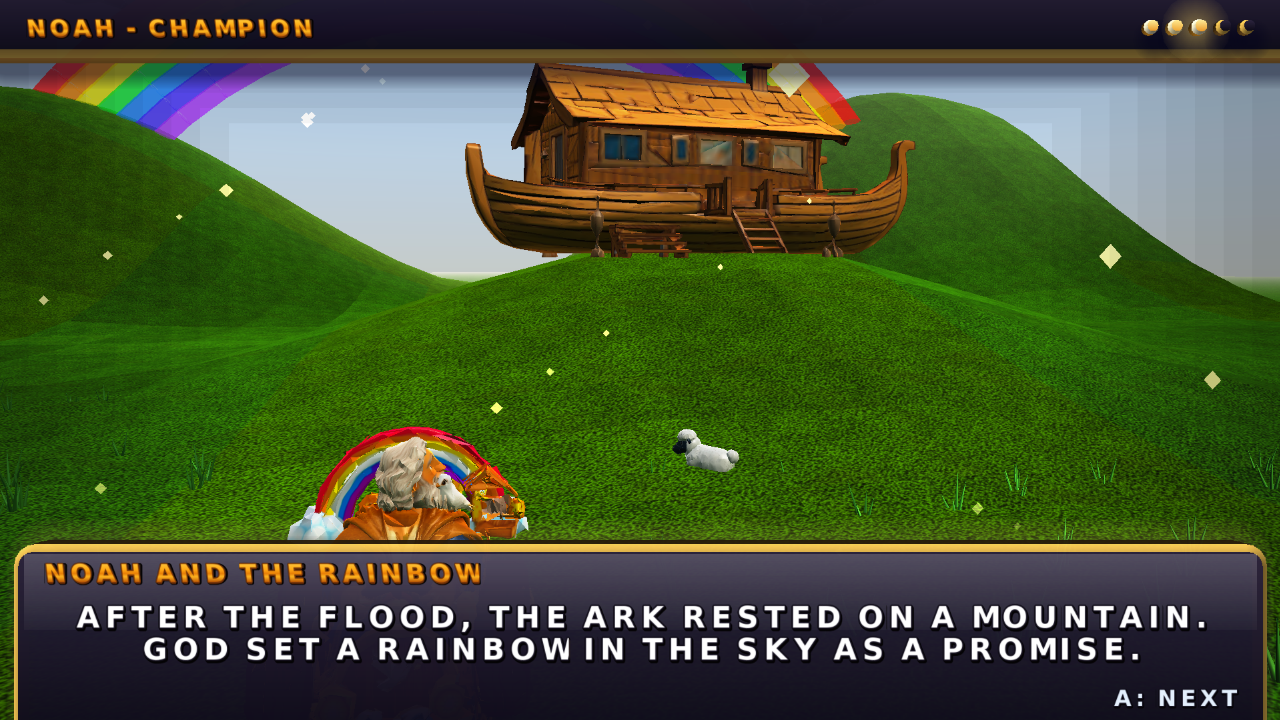 NOAH - CHAMPION
NOAH AND THE RAINBOW
AFTER THE FLOOD, THE ARK RESTED ON A MOUNTAIN.
GOD SET A RAINBOW IN THE SKY AS A PROMISE.
A: NEXT